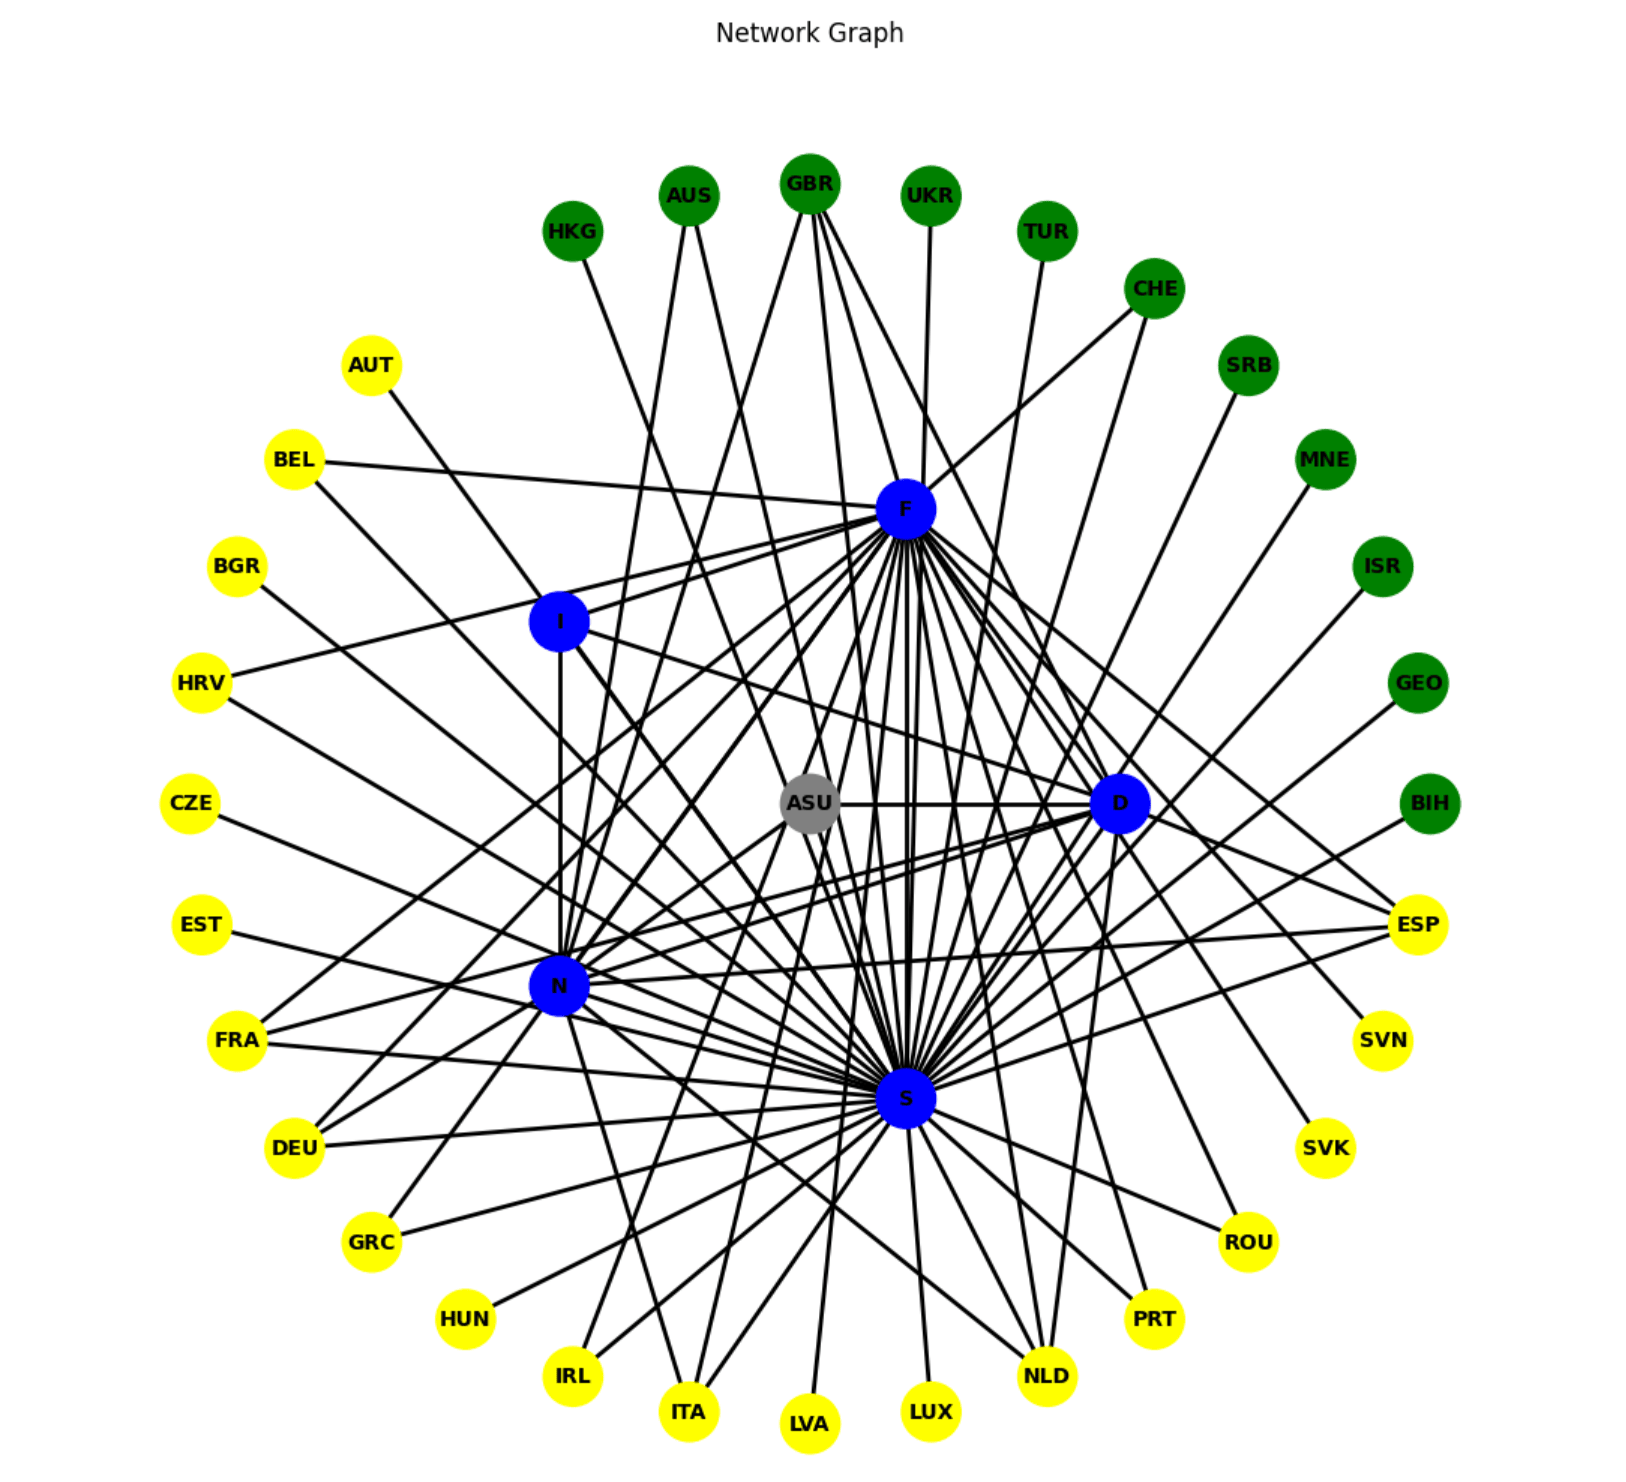 Network Graph
GBR
AUS
UKR
HKG
TUR
CHE
AUT
SRB
BEL
MNE
F
BGR
ISR
I
HRV
GEO
CZE
ASU
D
BIH
EST
ESP
N
FRA
SVN
S
DEU
SVK
GRC
ROU
HUN
PRT
IRL
NLD
ITA
LUX
LVA